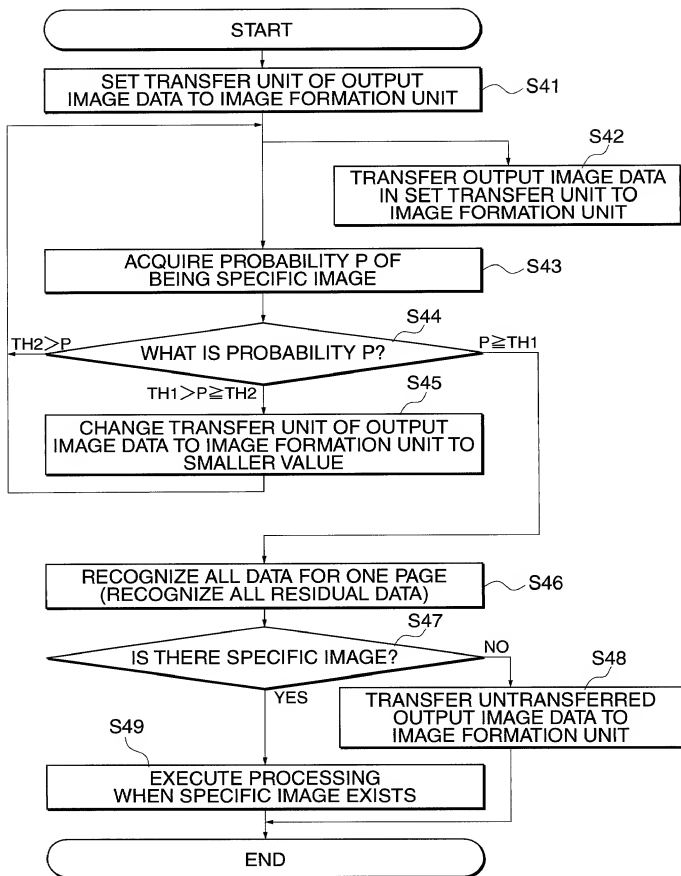 START
SET TRANSFER UNIT OF OUTPUT
IMAGE DATA TO IMAGE FORMATION UNIT
S41
S42
TRANSFER OUTPUT IMAGE DATA
IN SET TRANSFER UNIT TO
IMAGE FORMATION UNIT
ACQUIRE PROBABILITY P OF
BEING SPECIFIC IMAGE
S43
S44
TH2>P
WHAT IS PROBABILITY P?
P≧TH1
TH1>P≧TH2
S45
CHANGE TRANSFER UNIT OF OUTPUT
IMAGE DATA TO IMAGE FORMATION UNIT TO
SMALLER VALUE
RECOGNIZE ALL DATA FOR ONE PAGE
(RECOGNIZE ALL RESIDUAL DATA)
S46
S47
IS THERE SPECIFIC IMAGE?
NO
YES
S48
TRANSFER UNTRANSFERRED
OUTPUT IMAGE DATA TO
IMAGE FORMATION UNIT
S49
EXECUTE PROCESSING
WHEN SPECIFIC IMAGE EXISTS
END